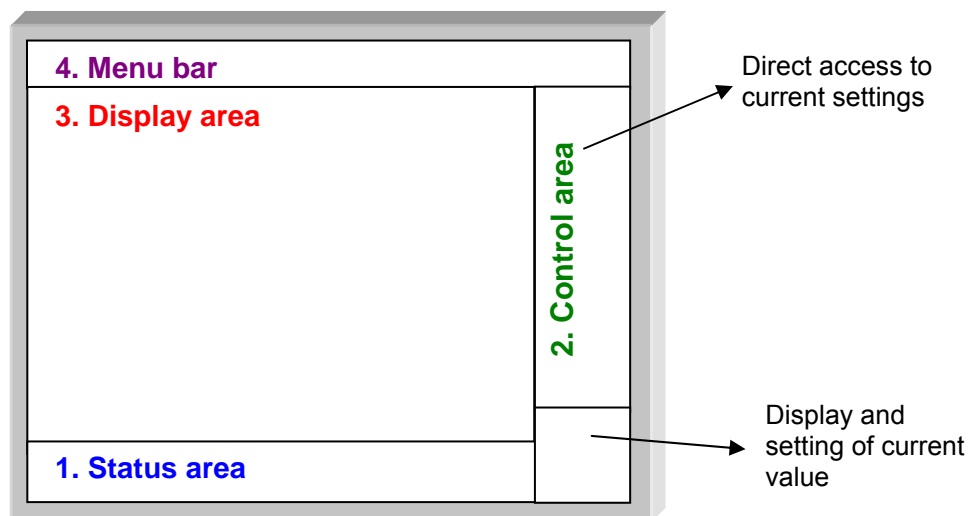 4. Menu bar
3. Display area
2. Control area
1. Status area
Direct access to
current settings
Display and
setting of current
value